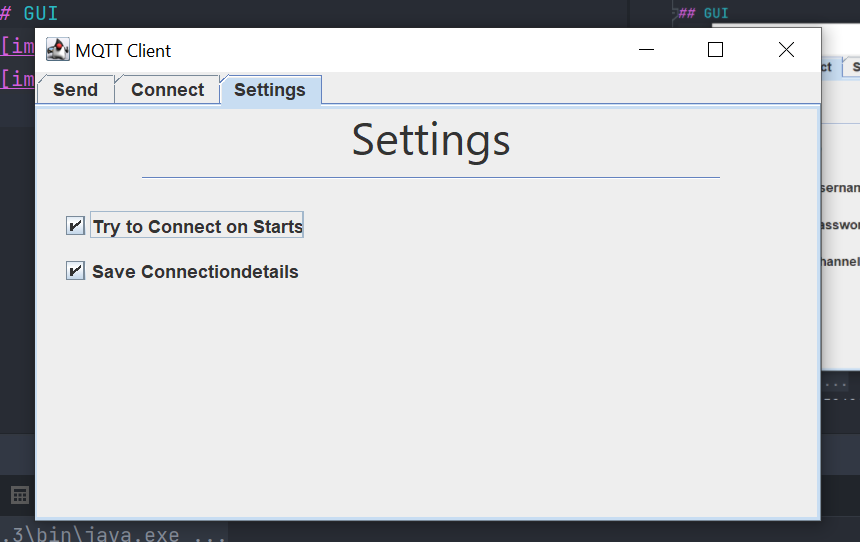 # GUI
## GUI
[im
[im
MQTT Client
Send Connect Settings
Settings
Try to Connect on Starts
Save Connectiondetails
ct S
sernan
asswor
hannel
...
.3\bin\java.exe ...